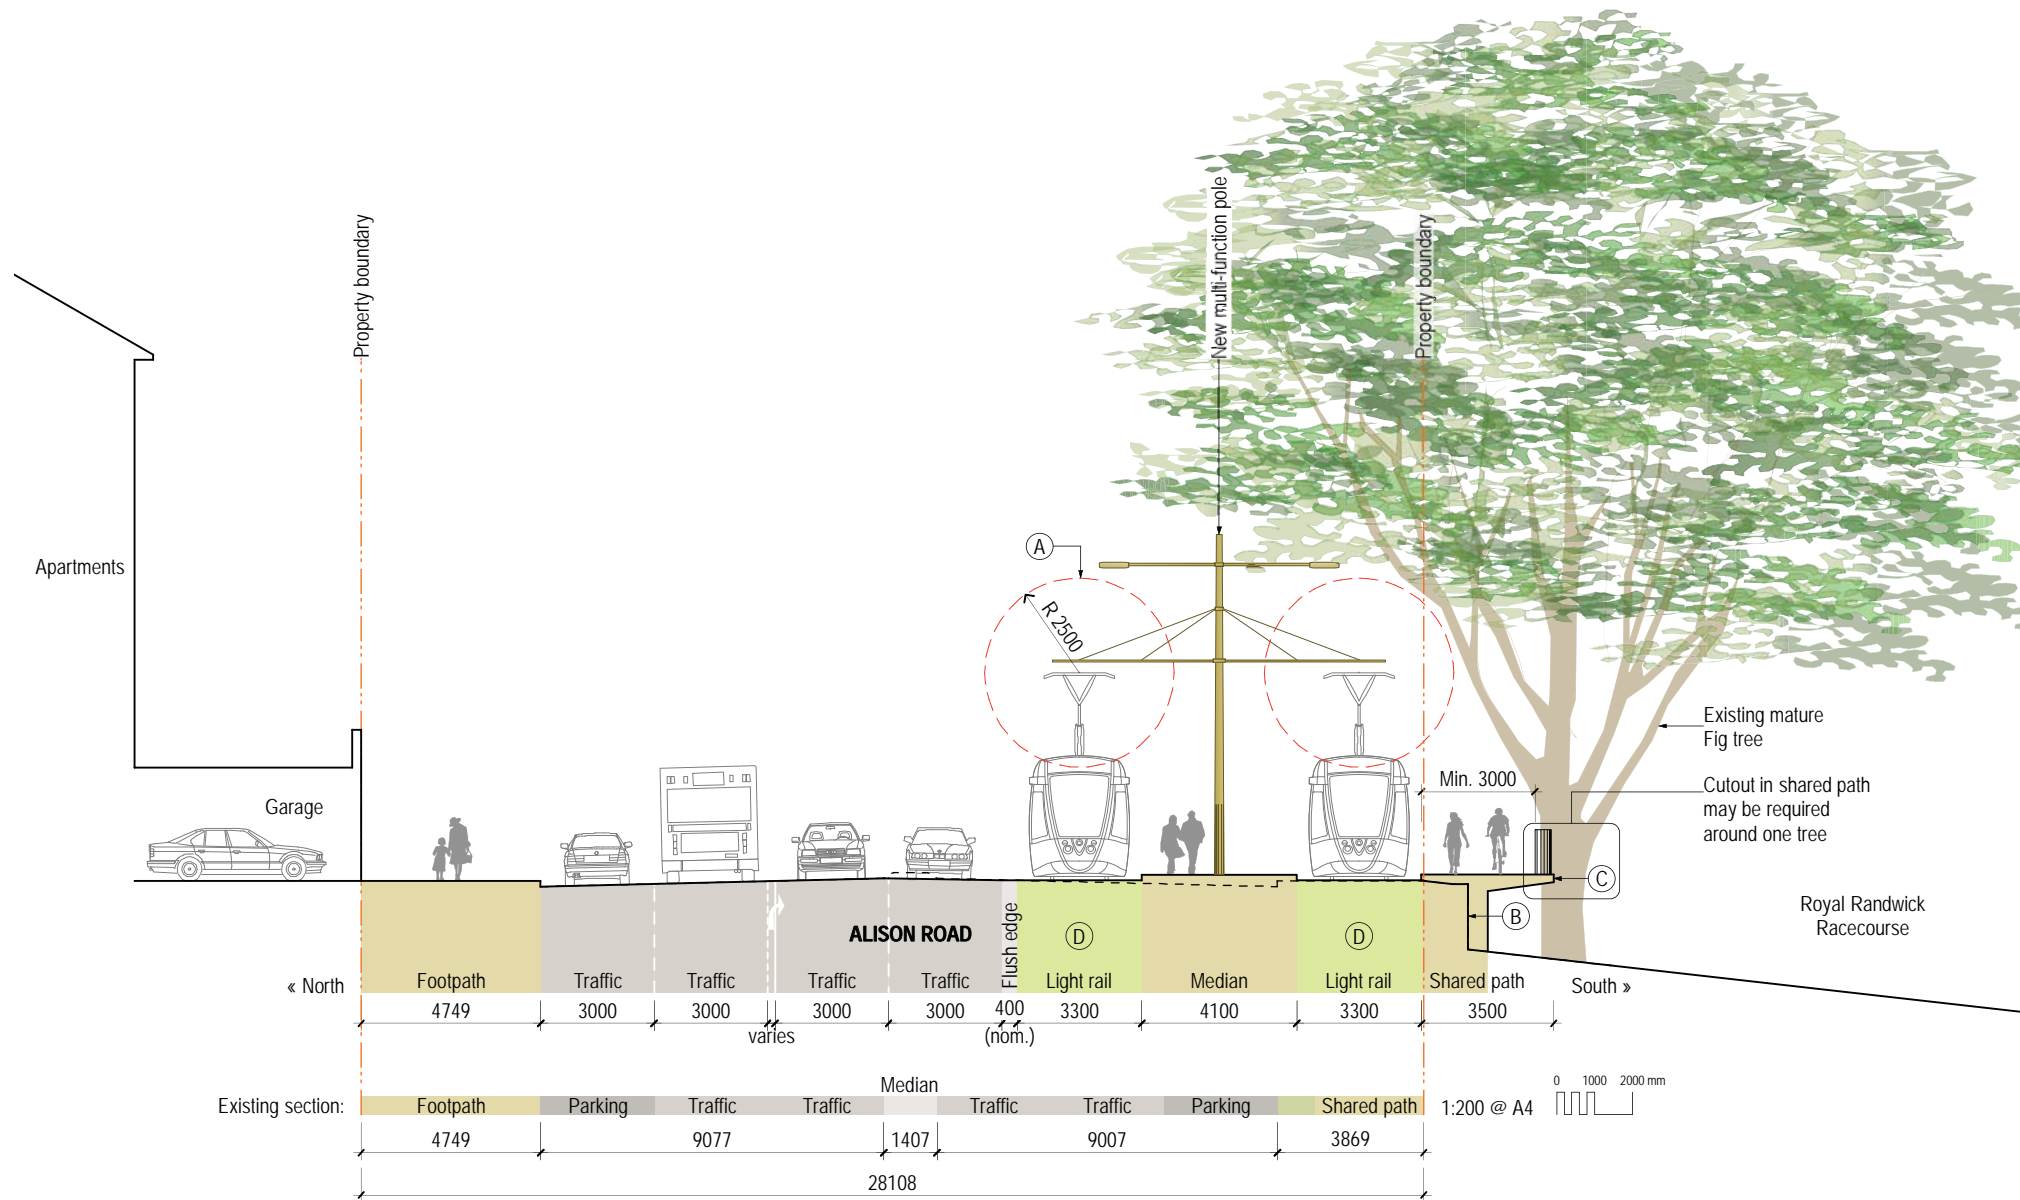 Property boundary
New multi-function pole
Property boundary
A
R 2500
Apartments
Existing mature
Fig tree
Min. 3000
Cutout in shared path
may be required
around one tree
Garage
C
B
Royal Randwick
Racecourse
ALISON ROAD
Flush edge
D
D
« North
Footpath
Traffic
Traffic
Traffic
Traffic
Light rail
Median
Light rail
Shared path
South »
4749
3000
3000
varies
3000
3000
400
(nom.)
3300
4100
3300
3500
Median
Existing section:
Footpath
Parking
Traffic
Traffic
Traffic
Traffic
Parking
Shared path
1:200 @ A4
0 1000 2000 mm
4749
9077
1407
9007
3869
28108